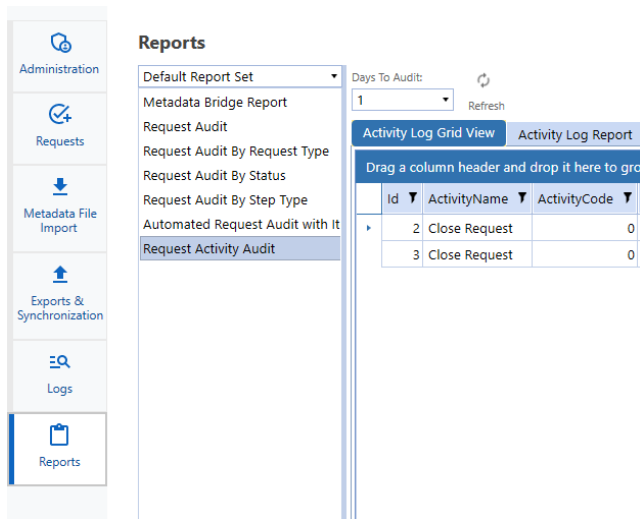 Administration
Requests
Metadata File
Import
Exports &
Synchronization
Logs
Reports
Reports
Default Report Set
Metadata Bridge Report
Request Audit
Request Audit By Request Type
Request Audit By Status
Request Audit By Step Type
Automated Request Audit with It
Request Activity Audit
Days To Audit:
1
Refresh
Activity Log Grid View Activity Log Report
Drag a column header and drop it here to gro
Id ActivityName ActivityCode
2 Close Request 0
3 Close Request 0